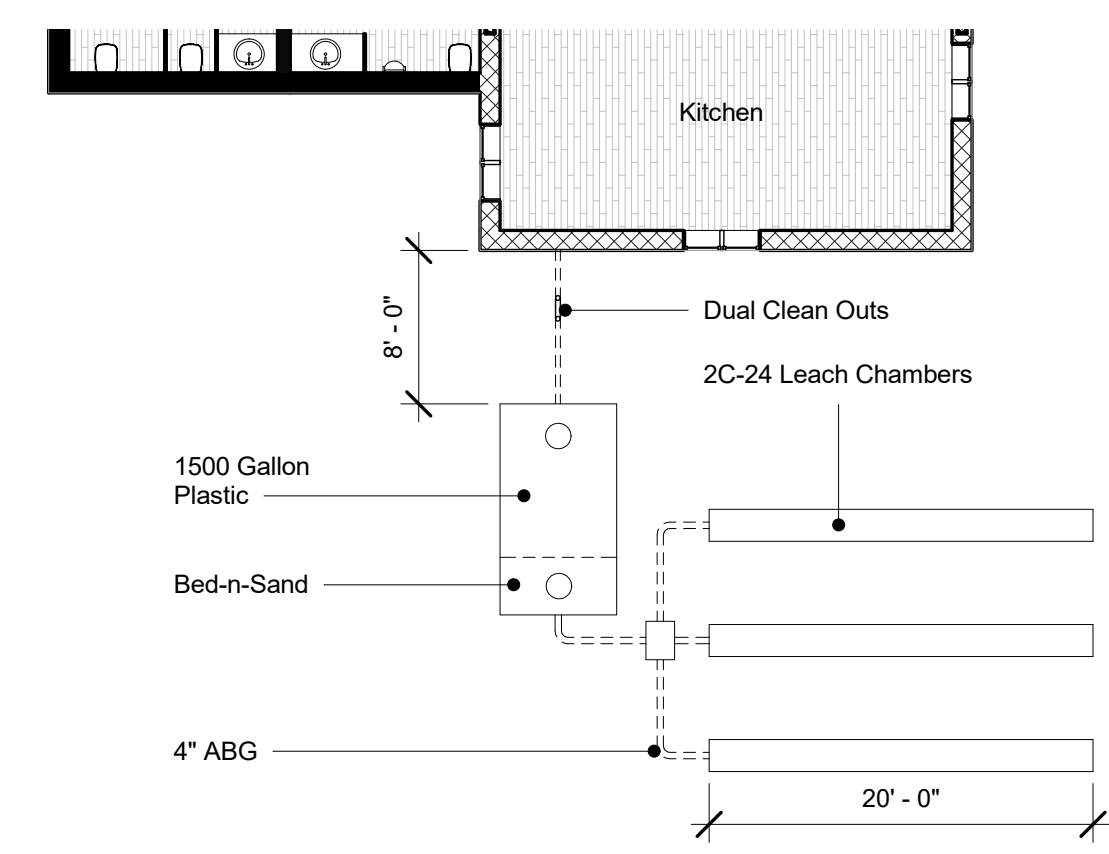 Kitchen
8' - 0"
Dual Clean Outs
2C-24 Leach Chambers
1500 Gallon
Plastic
Bed-n-Sand
4" ABG
20' - 0"